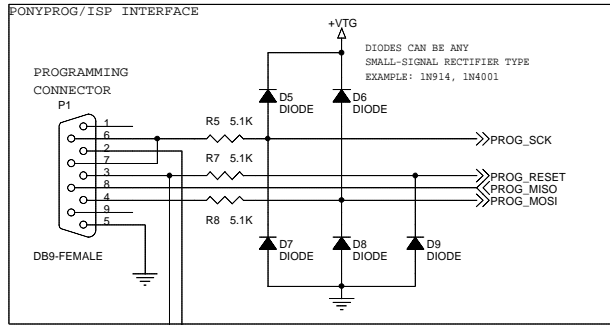 PONYPROG/ISP INTERFACE
+VTG
DIODES CAN BE ANY
SMALL-SIGNAL RECTIFIER TYPE
EXAMPLE: 1N914, 1N4001
PROGRAMMING
CONNECTOR
P1
D5
DIODE
D6
DIODE
1
6
2
7
3
8
4
9
5
R5 5.1K
R7 5.1K
R8 5.1K
PROG_SCK
PROG_RESET
PROG_MISO
PROG_MOSI
D7
DIODE
D8
DIODE
D9
DIODE
DB9-FEMALE